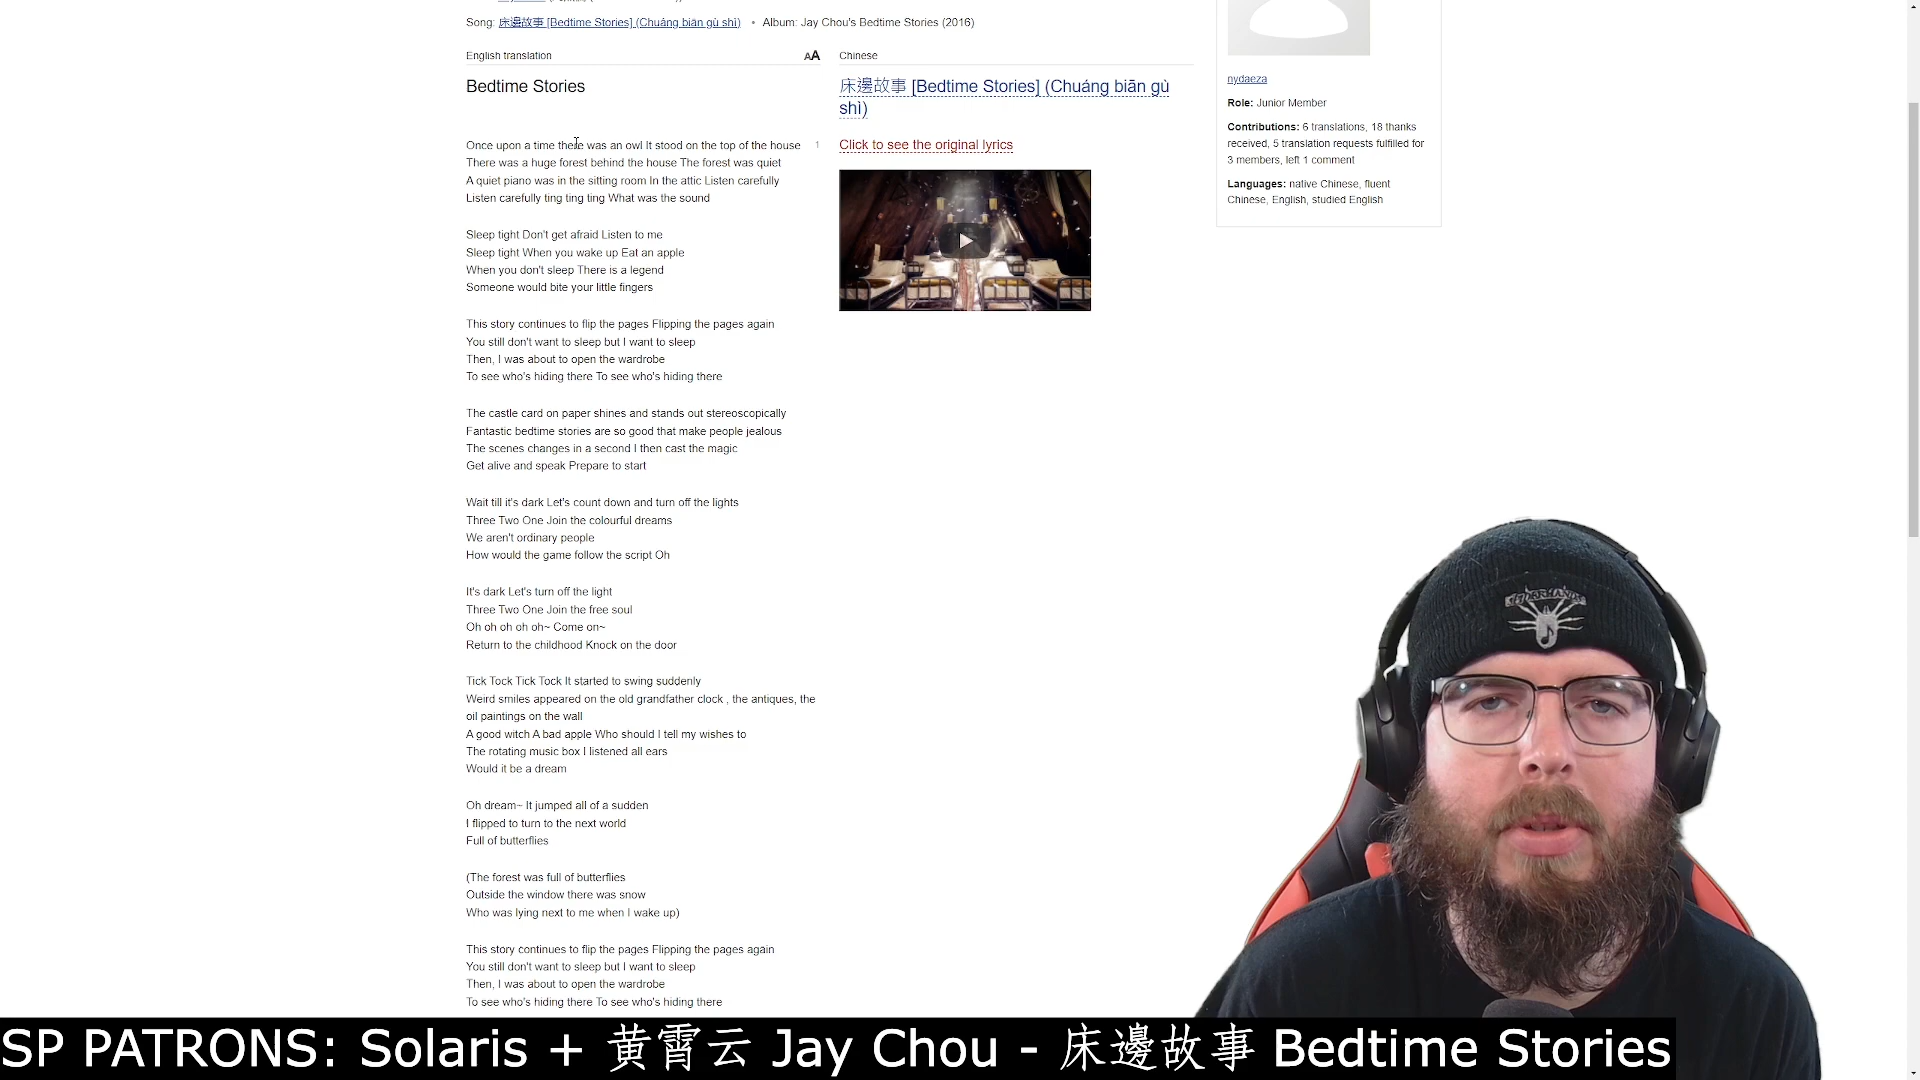 Song: 床邊故事 [Bedtime Stories] (Chuáng biān gù shì) • Album: Jay Chou's Bedtime Stories (2016)
English translation
AA
Bedtime Stories
Once upon a time there was an owl It stood on the top of the house 1
There was a huge forest behind the house The forest was quiet
A quiet piano was in the sitting room In the attic Listen carefully
Listen carefully ting ting ting What was the sound
Sleep tight Don't get afraid Listen to me
Sleep tight When you wake up Eat an apple
When you don't sleep There is a legend
Someone would bite your little fingers
This story continues to flip the pages Flipping the pages again
You still don't want to sleep but I want to sleep
Then, I was about to open the wardrobe
To see who's hiding there To see who's hiding there
The castle card on paper shines and stands out stereoscopically
Fantastic bedtime stories are so good that make people jealous
The scenes changes in a second I then cast the magic
Get alive and speak Prepare to start
Wait till it's dark Let's count down and turn off the lights
Three Two One Join the colourful dreams
We aren't ordinary people
How would the game follow the script Oh
It's dark Let's turn off the light
Three Two One Join the free soul
Oh oh oh oh oh~ Come on~
Return to the childhood Knock on the door
Tick Tock Tick Tock It started to swing suddenly
Weird smiles appeared on the old grandfather clock , the antiques, the
oil paintings on the wall
A good witch A bad apple Who should I tell my wishes to
The rotating music box I listened all ears
Would it be a dream
Oh dream~ It jumped all of a sudden
I flipped to turn to the next world
Full of butterflies
(The forest was full of butterflies
Outside the window there was snow
Who was lying next to me when I wake up)
This story continues to flip the pages Flipping the pages again
You still don't want to sleep but I want to sleep
Then, I was about to open the wardrobe
To see who's hiding there To see who's hiding there
Chinese
床邊故事 [Bedtime Stories] (Chuáng biān gù
shì)
Click to see the original lyrics
nydaeza
Role: Junior Member
Contributions: 6 translations, 18 thanks
received, 5 translation requests fulfilled for
3 members, left 1 comment
Languages: native Chinese, fluent
Chinese, English, studied English
SP PATRONS: Solaris + 黄霄云 Jay Chou - 床邊故事 Bedtime Stories